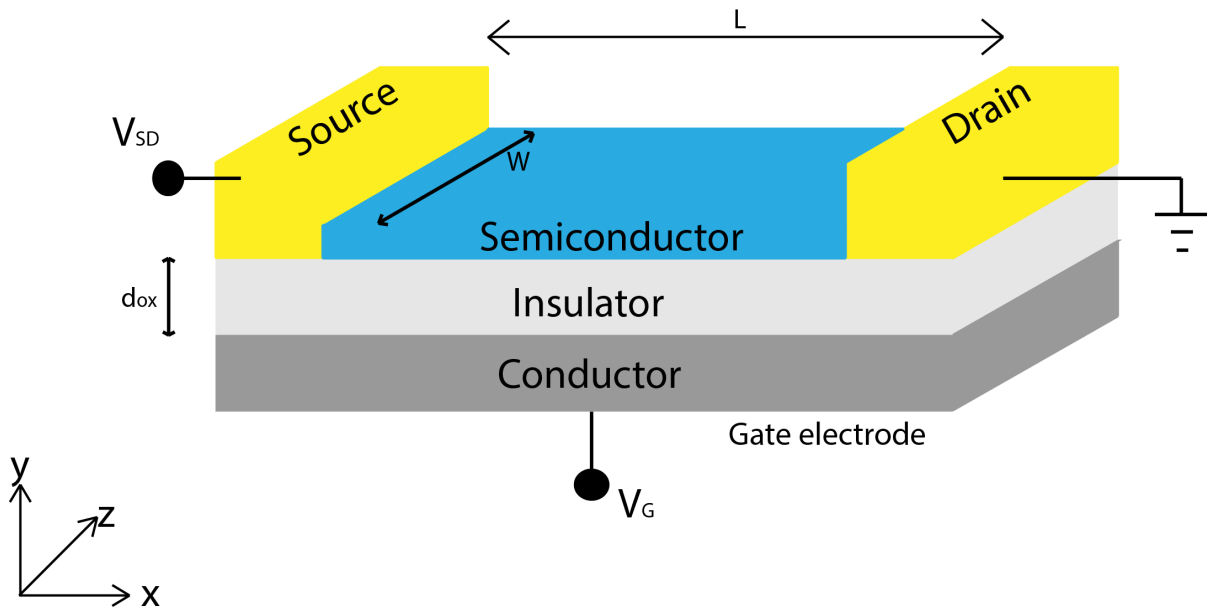 L
Source
Drain
VSD
W
Semiconductor
dox
Insulator
Conductor
Gate electrode
VG
y
z
x